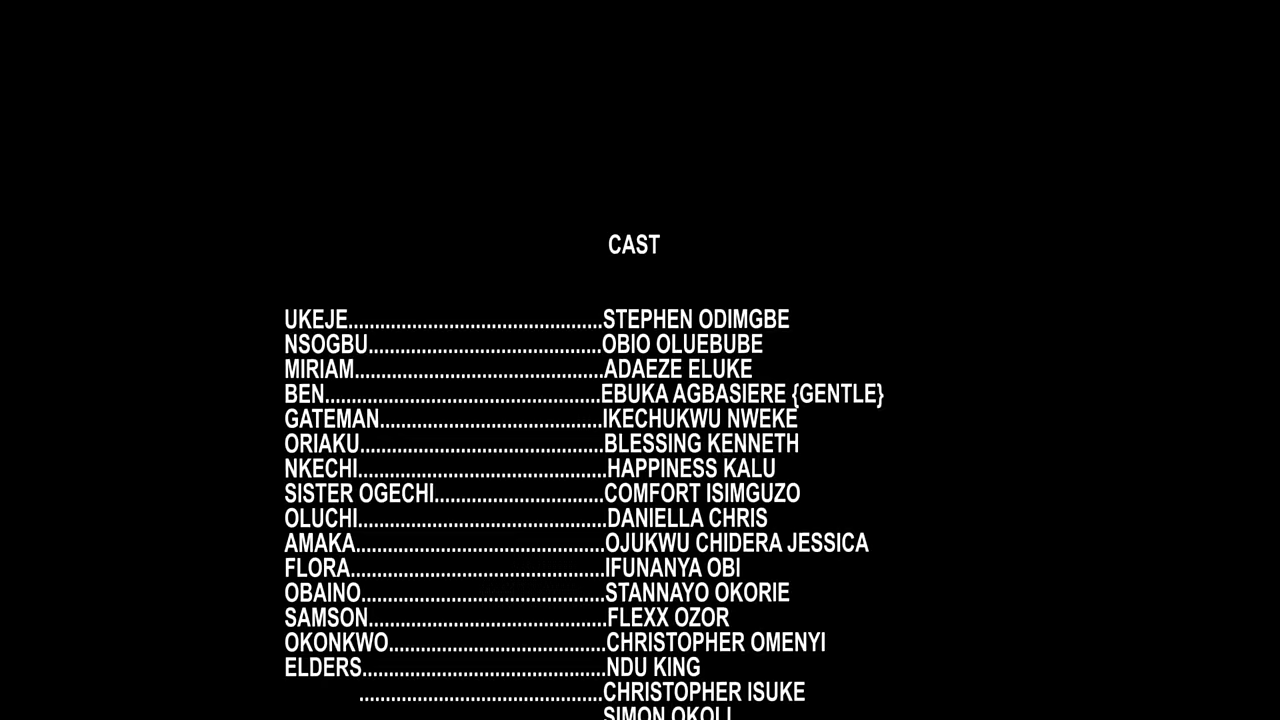 CAST
UKEJE.................................................STEPHEN ODIMGBE
NSOGBU.............................................OBIO OLUEBUBE
MIRIAM................................................ADAEZE ELUKE
BEN.....................................................EBUKA AGBASIERE {GENTLE}
GATEMAN...........................................IKECHUKWU NWEKE
ORIAKU...............................................BLESSING KENNETH
NKECHI................................................HAPPINESS KALU
SISTER OGECHI.................................COMFORT ISIMGUZO
OLUCHI................................................DANIELLA CHRIS
AMAKA................................................OJUKWU CHIDERA JESSICA
FLORA.................................................IFUNANYA OBI
OBAINO...............................................STANNAYO OKORIE
SAMSON..............................................FLEXX OZOR
OKONKWO..........................................CHRISTOPHER OMENYI
ELDERS...............................................NDU KING
...............................................CHRISTOPHER ISUKE
SIMON OKOLI